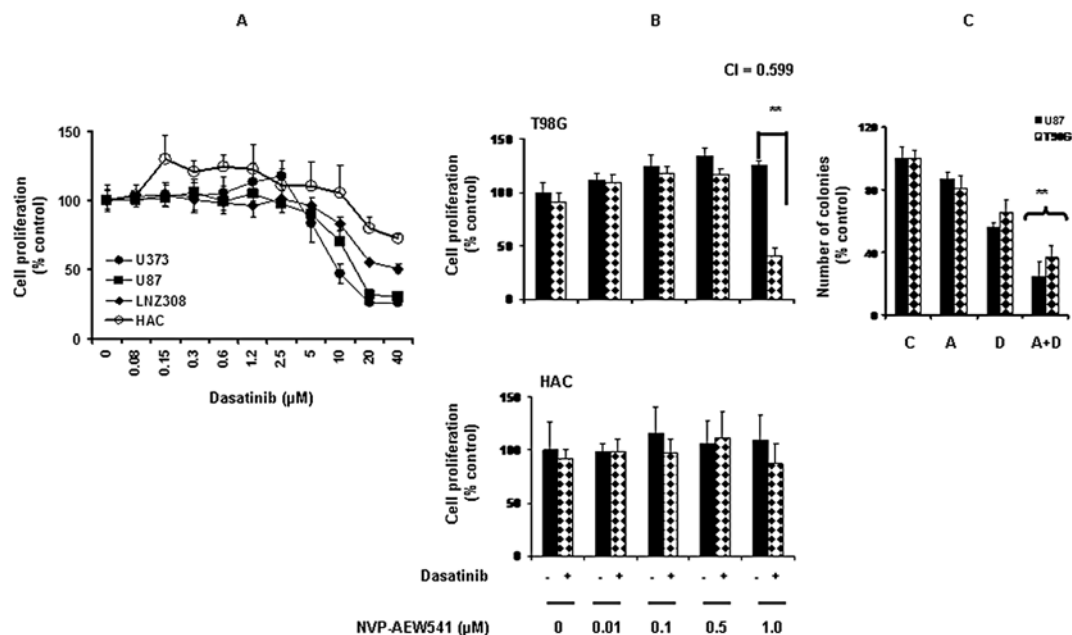 A
B
C
CI = 0.599
**
T98G
150
100
50
0
Cell proliferation
(% control)
U373
U87
LNZ308
HAC
0
0.08
0.15
0.3
0.6
1.2
2.5
5
10
20
40
Dasatinib (µM)
150
100
50
0
Cell proliferation
(% control)
U87
T98G
120
80
40
0
Number of colonies
(% control)
**
C
A
D
A+D
HAC
150
100
50
0
Cell proliferation
(% control)
Dasatinib
- + - + - + - + - +
NVP-AEW541 (µM)
0 0.01 0.1 0.5 1.0